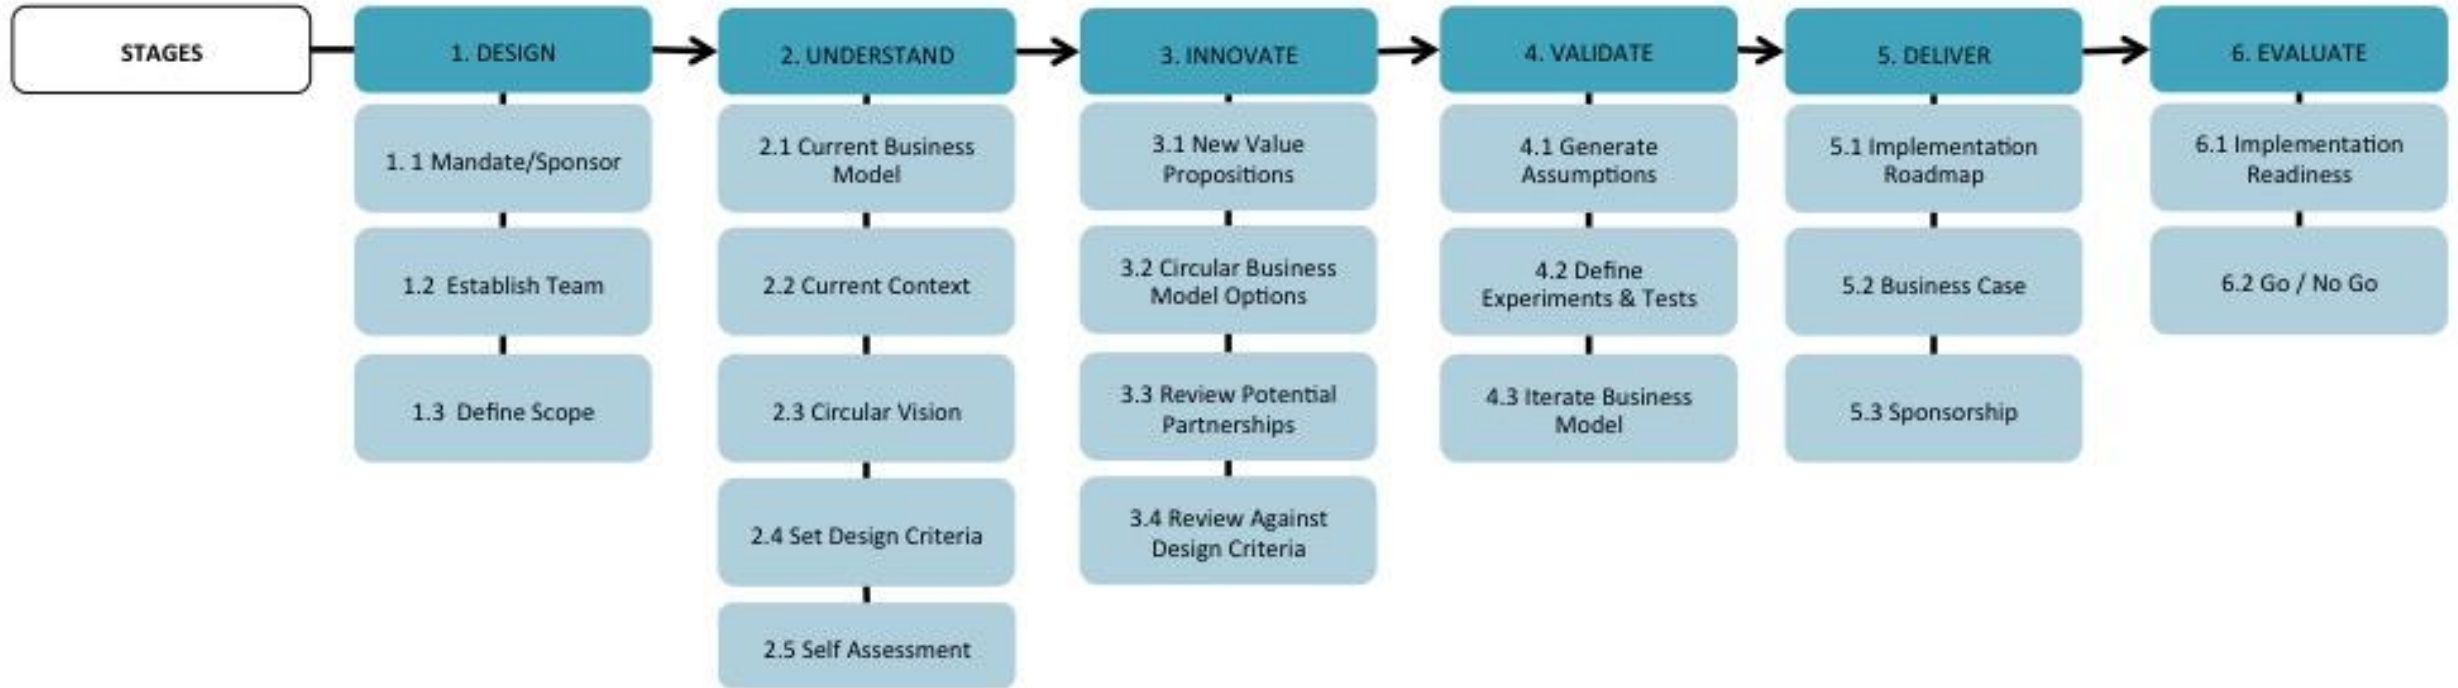 STAGES
1. DESIGN
2. UNDERSTAND
3. INNOVATE
4. VALIDATE
5. DELIVER
6. EVALUATE
1. 1 Mandate/Sponsor
1.2 Establish Team
1.3 Define Scope
2.1 Current Business
Model
2.2 Current Context
2.3 Circular Vision
2.4 Set Design Criteria
2.5 Self Assessment
3.1 New Value
Propositions
3.2 Circular Business
Model Options
3.3 Review Potential
Partnerships
3.4 Review Against
Design Criteria
4.1 Generate
Assumptions
4.2 Define
Experiments & Tests
4.3 Iterate Business
Model
5.1 Implementation
Roadmap
5.2 Business Case
5.3 Sponsorship
6.1 Implementation
Readiness
6.2 Go / No Go